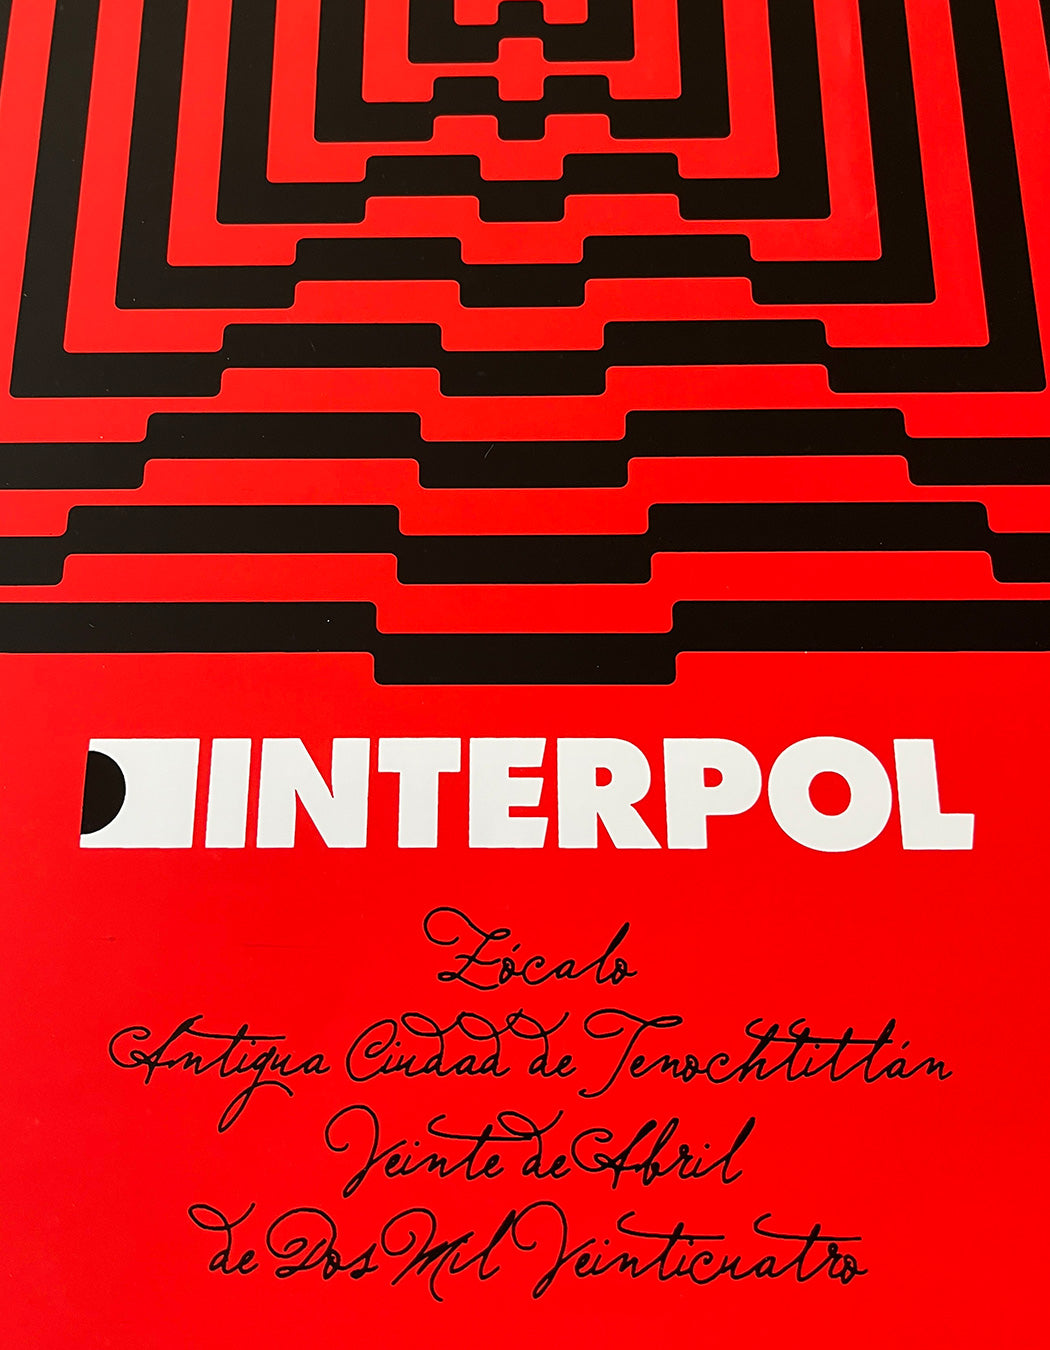 INTERPOL
Zócalo
Antigua Ciudad de Tenochtitlán
Veinte de Abril
de Dos Mil Veinticuatro